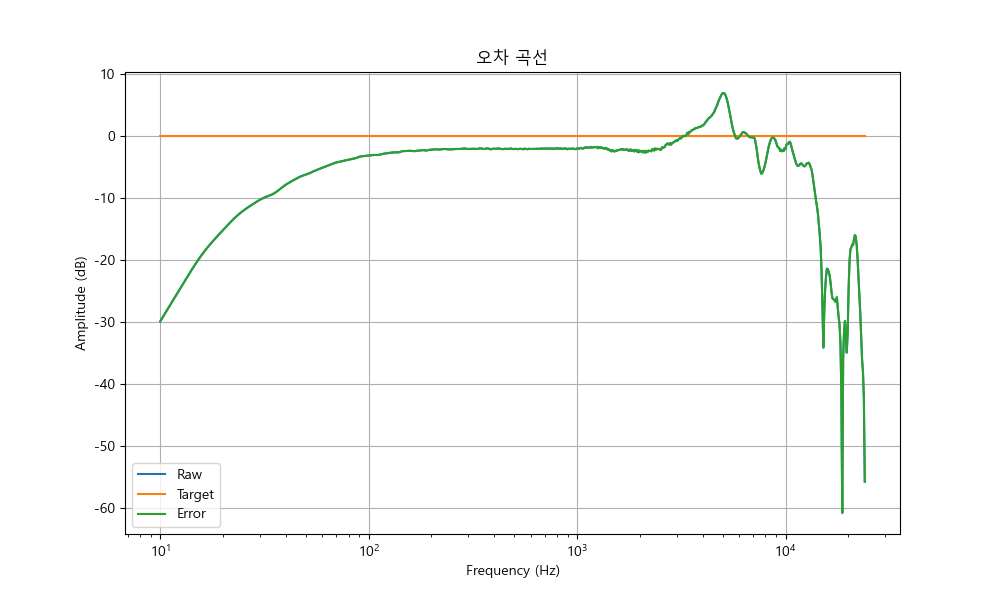 오차 곡선
10
0
-10
-20
-30
-40
-50
-60
Amplitude (dB)
Raw
Target
Error
10¹
10²
10³
10⁴
Frequency (Hz)